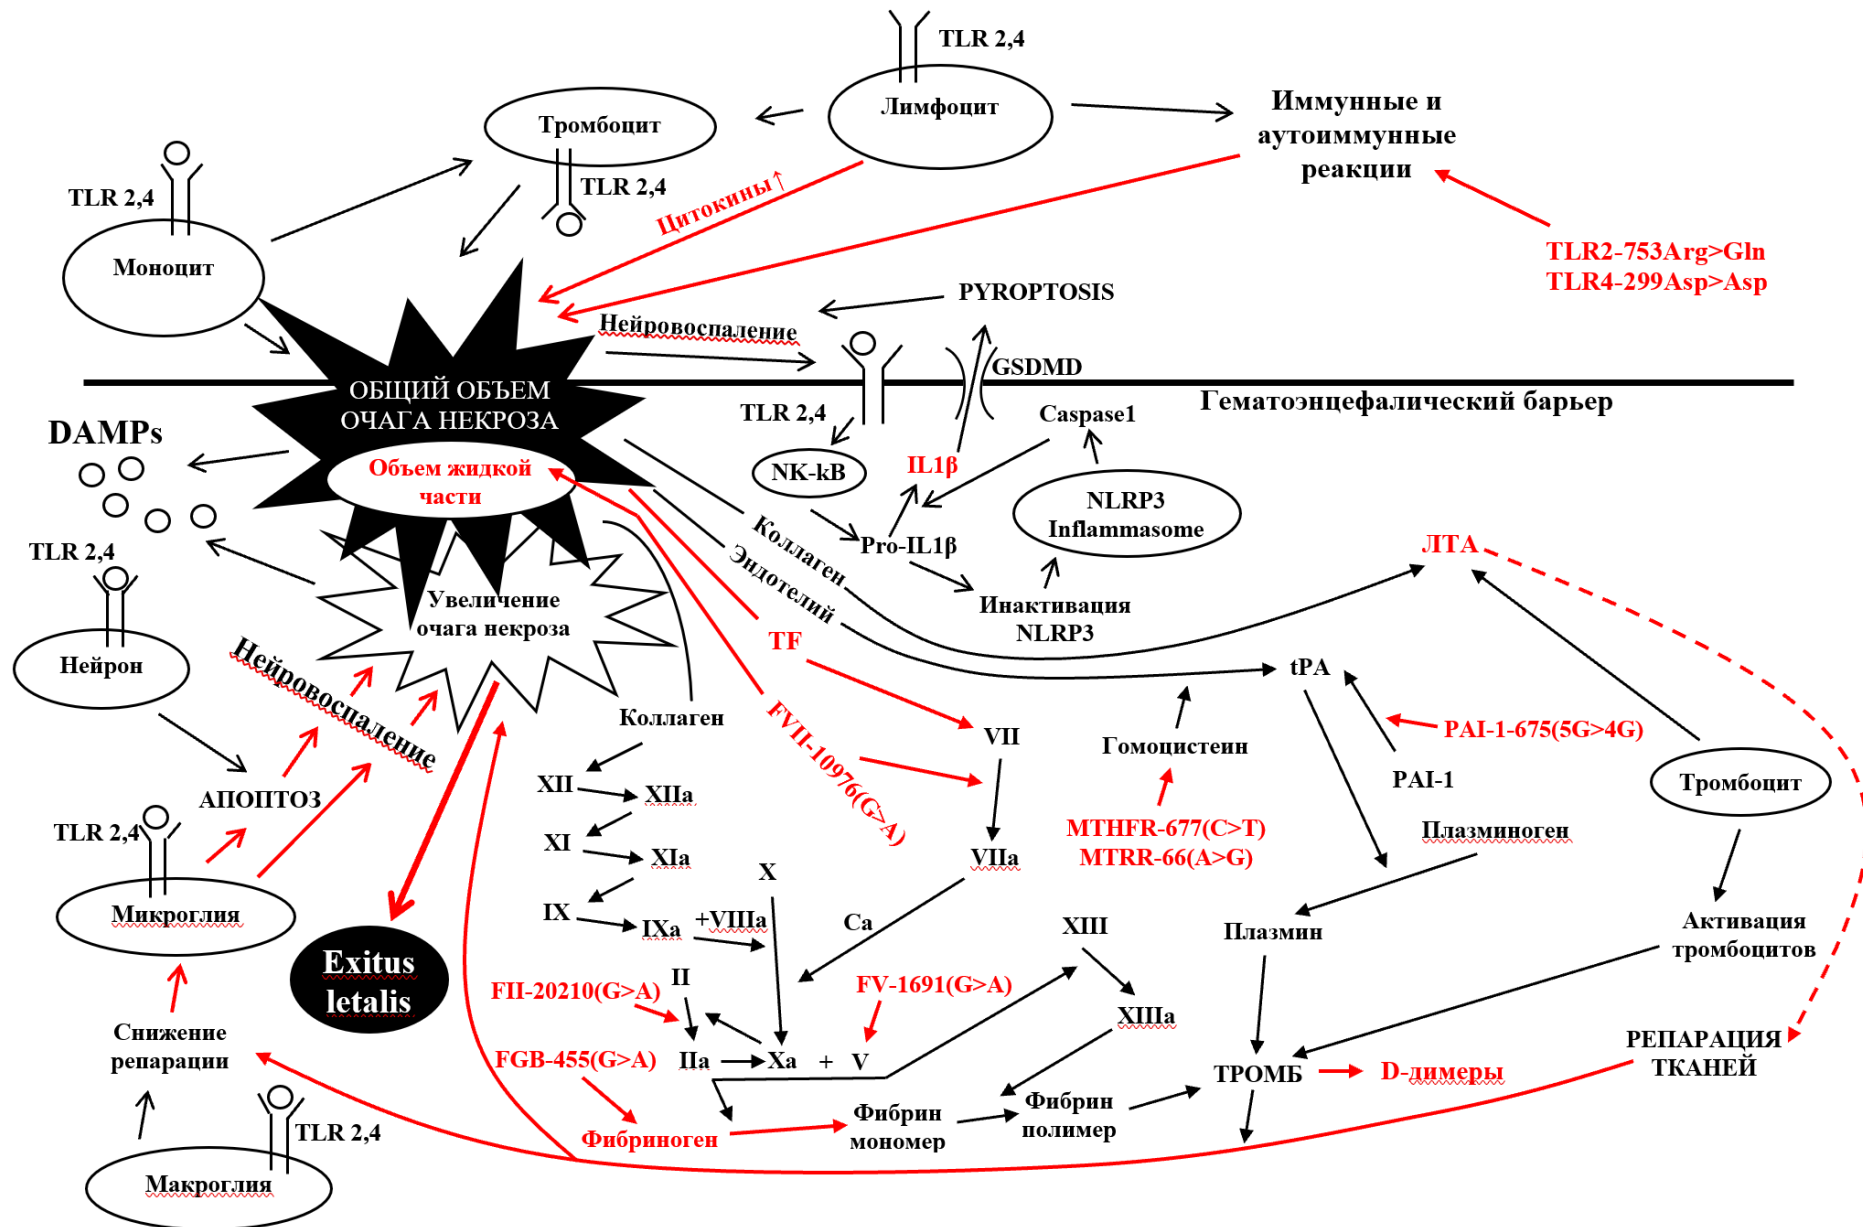 TLR 2,4
Лимфоцит
Иммунные и
аутоиммунные
реакции
Тромбоцит
TLR 2,4
TLR 2,4
Моноцит
Цитокины↑
TLR2-753Arg>Gln
TLR4-299Asp>Asp
PYROPTOSIS
Нейровоспаление
GSDMD
ОБЩИЙ ОБЪЕМ
ОЧАГА НЕКРОЗА
Гематоэнцефалический барьер
TLR 2,4
Caspase1
DAMPs
Объем жидкой
части
NK-kB
IL1β
NLRP3
Inflammasome
Коллаген
Эндотелий
Pro-IL1β
ЛТА
TLR 2,4
Инактивация
NLRP3
Увеличение
очага некроза
Нейрон
Нейровоспаление
TF
tPA
Коллаген
FVII-10976(G>A)
VII
Гомоцистеин
PAI-1-675(5G>4G)
PAI-1
Тромбоцит
XII
XIIa
АПОПТОЗ
TLR 2,4
MTHFR-677(C>T)
MTRR-66(A>G)
Плазминоген
XI
XIa
X
VIIa
Микроглия
IX
IXa
+VIIIa
Ca
XIII
Плазмин
Активация
тромбоцитов
Exitus
letalis
II
FII-20210(G>A)
FV-1691(G>A)
XIIIa
Снижение
репарации
FGB-455(G>A)
IIa
Xa + V
ТРОМБ
D-димеры
РЕПАРАЦИЯ
ТКАНЕЙ
Фибриноген
Фибрин
мономер
Фибрин
полимер
TLR 2,4
Макроглия